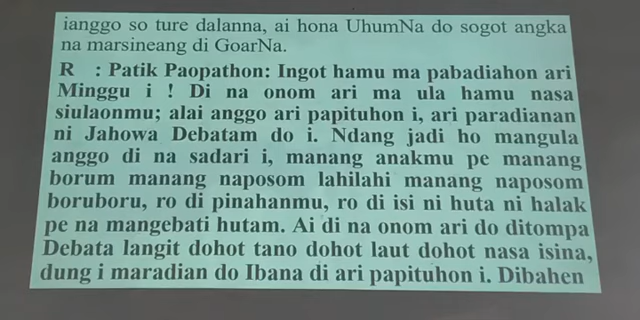 ianggo so ture dalanna, ai hona UhumNa do sogot angka
na marsineang di GoarNa.
R : Patik Paopathon: Ingot hamu ma pabadiahon ari
Minggu i ! Di na onom ari ma ula hamu nasa
siulaonmu; alai anggo ari papituhon i, ari paradianan
ni Jahowa Debatam do i. Ndang jadi ho mangula
anggo di na sadari i, manang anakmu pe manang
borum manang naposom lahilahi manang naposom
boruboru, ro di pinahanmu, ro di isi ni huta ni halak
pe na mangebati hutam. Ai di na onom ari do ditompa
Debata langit dohot tano dohot laut dohot nasa isina,
dung i maradian do Ibana di ari papituhon i. Dibahen